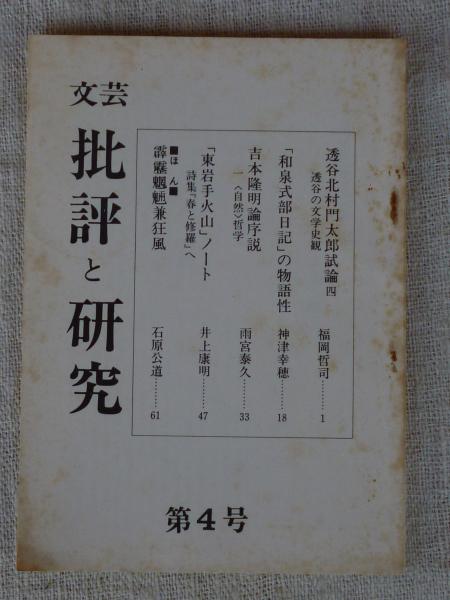 文芸
批評と研究
透谷北村門太郎試論四
透谷の文学史観
福岡哲司………1
「和泉式部日記」の物語性
神津幸穂………18
吉本隆明論序説
一〈自然〉哲学
雨宮泰久………33
「東岩手火山」ノート
詩集『春と修羅』へ
井上康明………47
■ほん■
霹靂魍魎兼狂風
石原公道………61
第4号